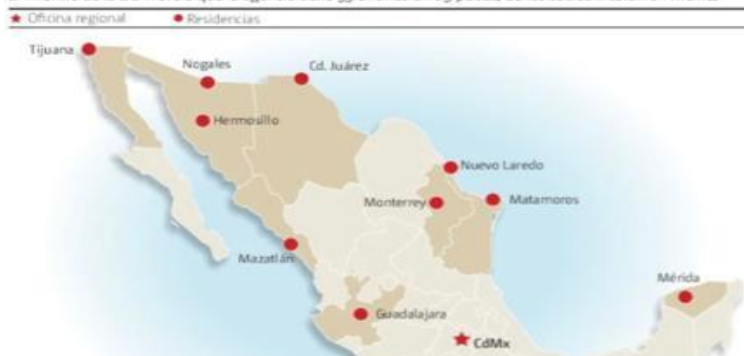 Oficina regional
Residencias
Tijuana
Nogales
Cd. Juárez
Hermosillo
Nuevo Laredo
Monterrey
Matamoros
Mazatlán
Mérida
Guadalajara
CdMx